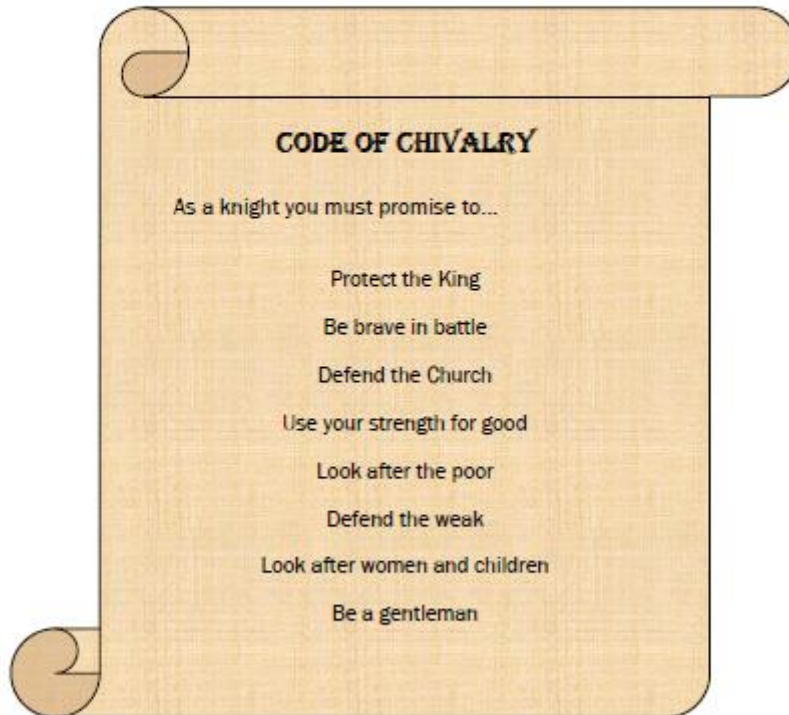 CODE OF CHIVALRY
As a knight you must promise to...
Protect the King
Be brave in battle
Defend the Church
Use your strength for good
Look after the poor
Defend the weak
Look after women and children
Be a gentleman